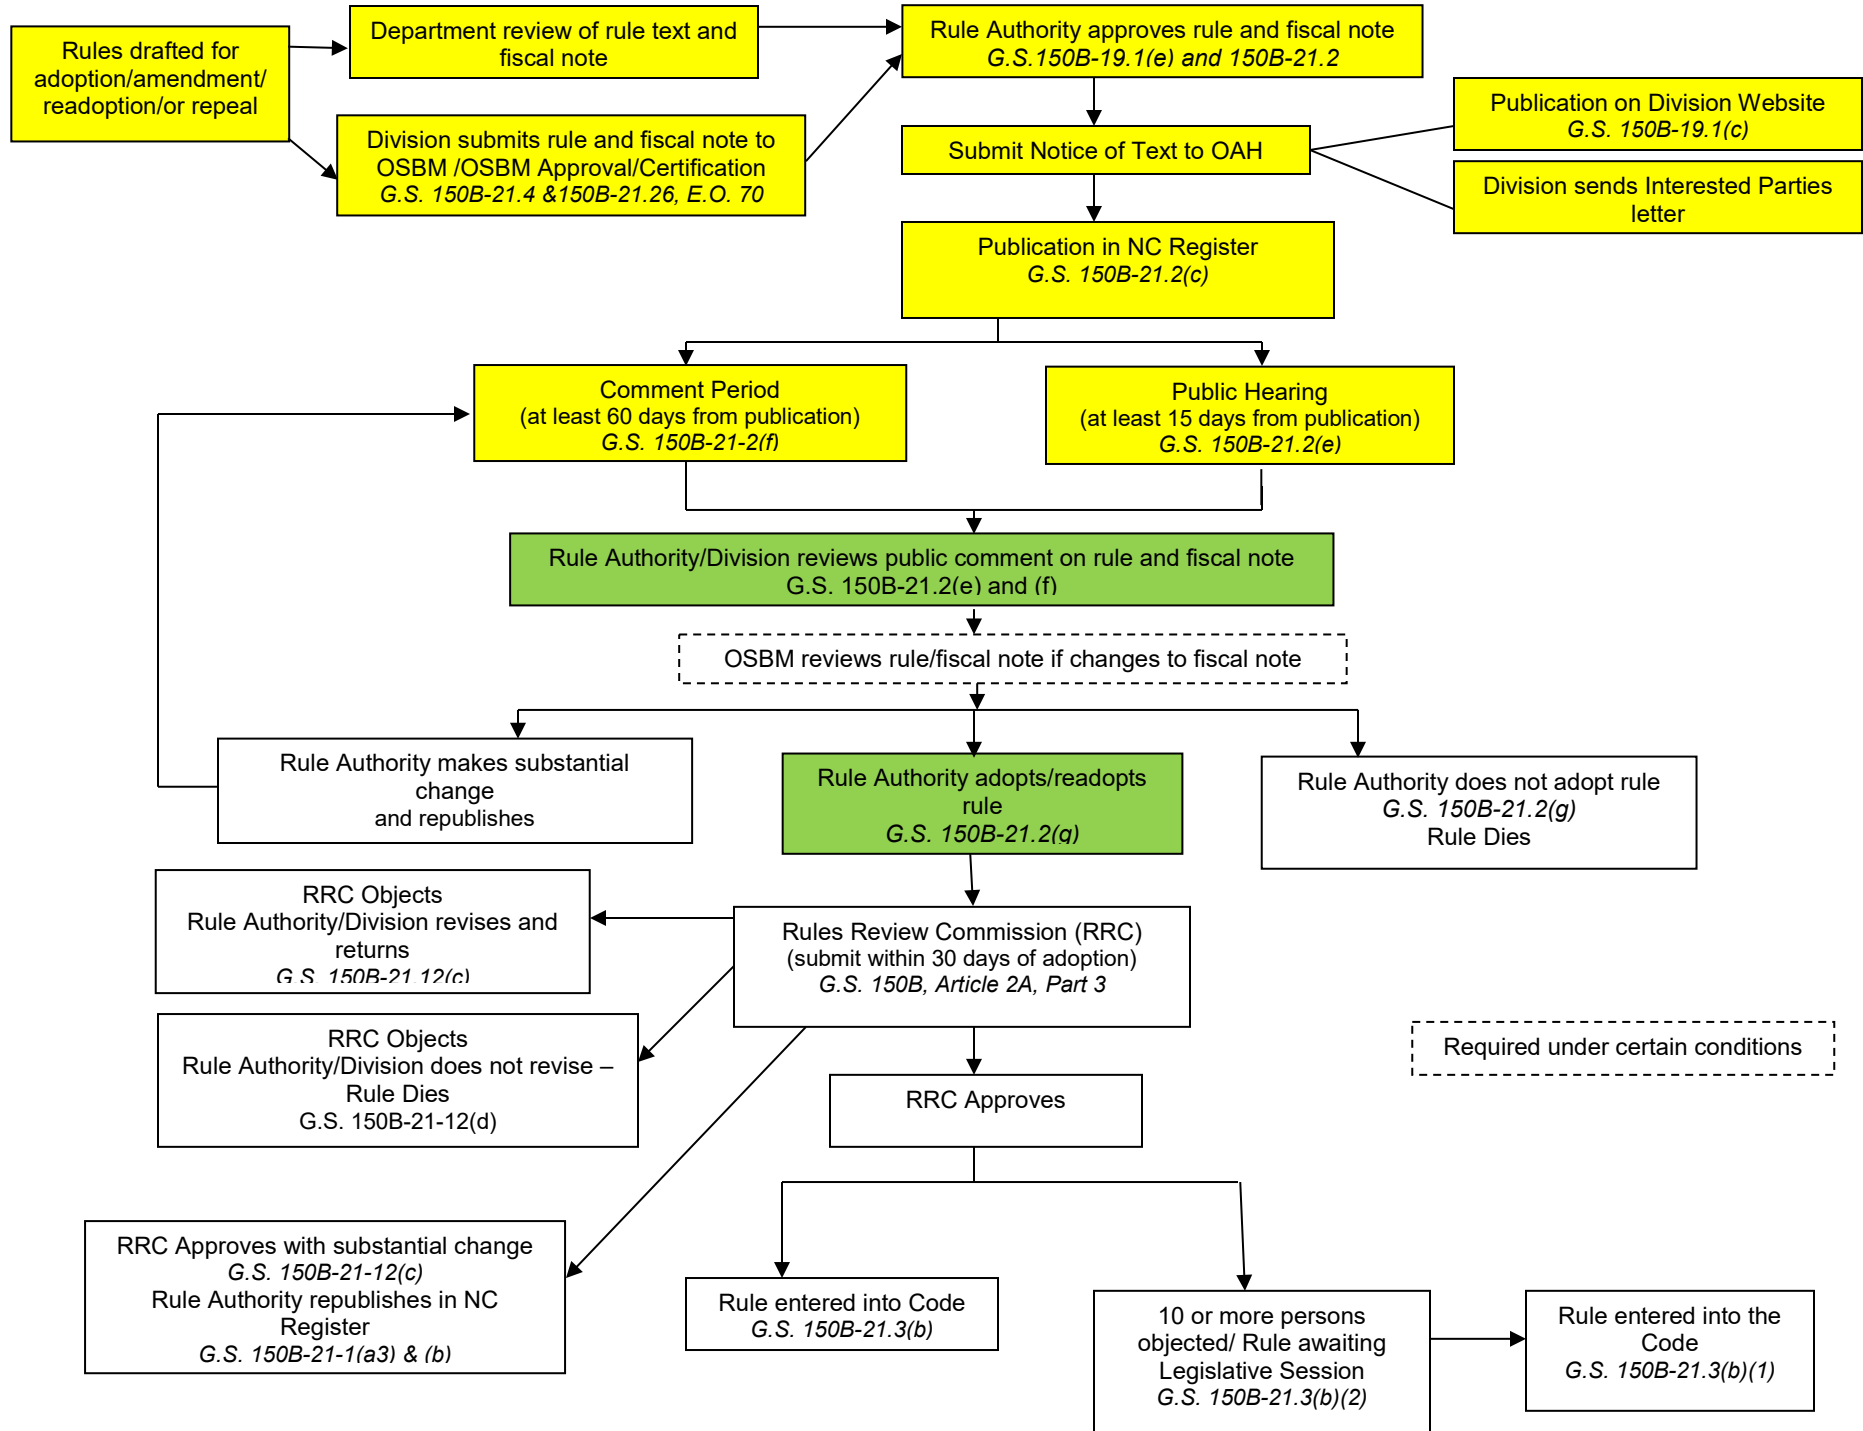 Rules drafted for
adoption/amendment/
readoption/or repeal
Department review of rule text and
fiscal note
Rule Authority approves rule and fiscal note
G.S.150B-19.1(e) and 150B-21.2
Division submits rule and fiscal note to
OSBM /OSBM Approval/Certification
G.S. 150B-21.4 &150B-21.26, E.O. 70
Submit Notice of Text to OAH
Publication on Division Website
G.S. 150B-19.1(c)
Division sends Interested Parties
letter
Publication in NC Register
G.S. 150B-21.2(c)
Comment Period
(at least 60 days from publication)
G.S. 150B-21-2(f)
Public Hearing
(at least 15 days from publication)
G.S. 150B-21.2(e)
Rule Authority/Division reviews public comment on rule and fiscal note
G.S. 150B-21.2(e) and (f)
OSBM reviews rule/fiscal note if changes to fiscal note
Rule Authority makes substantial
change
and republishes
Rule Authority adopts/readopts
rule
G.S. 150B-21.2(g)
Rule Authority does not adopt rule
G.S. 150B-21.2(g)
Rule Dies
RRC Objects
Rule Authority/Division revises and
returns
G.S. 150B-21.12(c)
Rules Review Commission (RRC)
(submit within 30 days of adoption)
G.S. 150B, Article 2A, Part 3
RRC Objects
Rule Authority/Division does not revise –
Rule Dies
G.S. 150B-21-12(d)
Required under certain conditions
RRC Approves
RRC Approves with substantial change
G.S. 150B-21-12(c)
Rule Authority republishes in NC
Register
G.S. 150B-21-1(a3) & (b)
Rule entered into Code
G.S. 150B-21.3(b)
10 or more persons
objected/ Rule awaiting
Legislative Session
G.S. 150B-21.3(b)(2)
Rule entered into the
Code
G.S. 150B-21.3(b)(1)